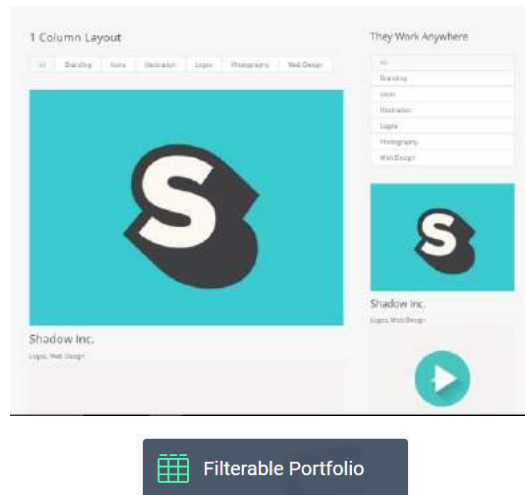 1 Column Layout
All Branding Icons Illustration Logos Photography Web Design
S
Shadow Inc.
Logos, Web Design
They Work Anywhere
All
Branding
Icons
Illustration
Logos
Photography
Web Design
S
Shadow Inc.
Logos, Web Design
Filterable Portfolio